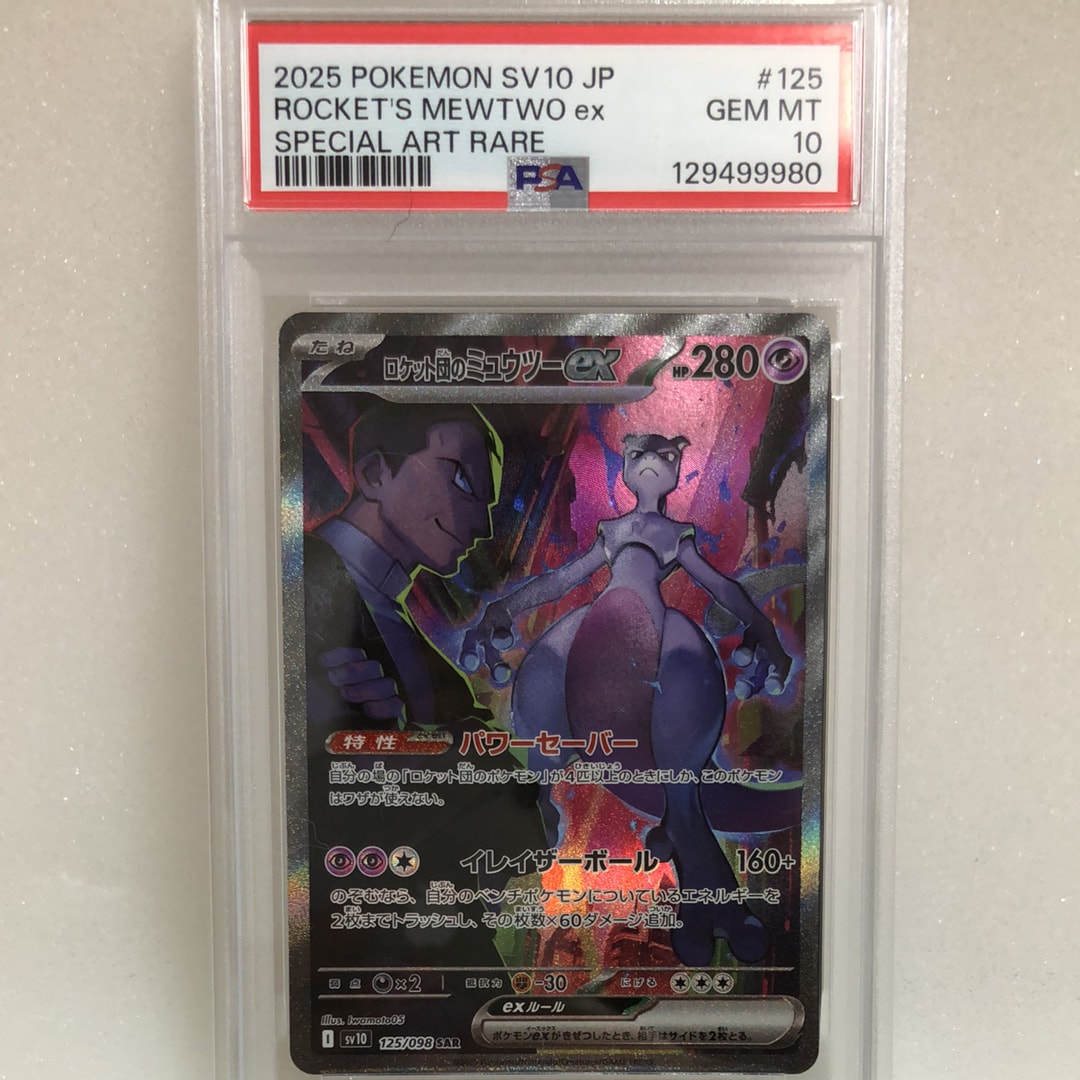 2025 POKEMON SV10 JP #125
ROCKET'S MEWTWO ex GEM MT
SPECIAL ART RARE 10
PSA 129499980
たね ロケット団のミュウツーex HP280
特性 パワーセーバー
自分の場の「ロケット団のポケモン」が4匹以上のときにしか、このポケモン
はワザが使えない。
イレイザーボール 160+
のぞむなら、自分のベンチポケモンについているエネルギーを
2枚までトラッシュし、その枚数×60ダメージ追加。
弱点 ×2 抵抗力 -30 にげる
exルール
ポケモンexがきぜつしたとき、相手はサイドを2枚とる。
Illus. Iwamoto05
I sv10 125/098 SAR